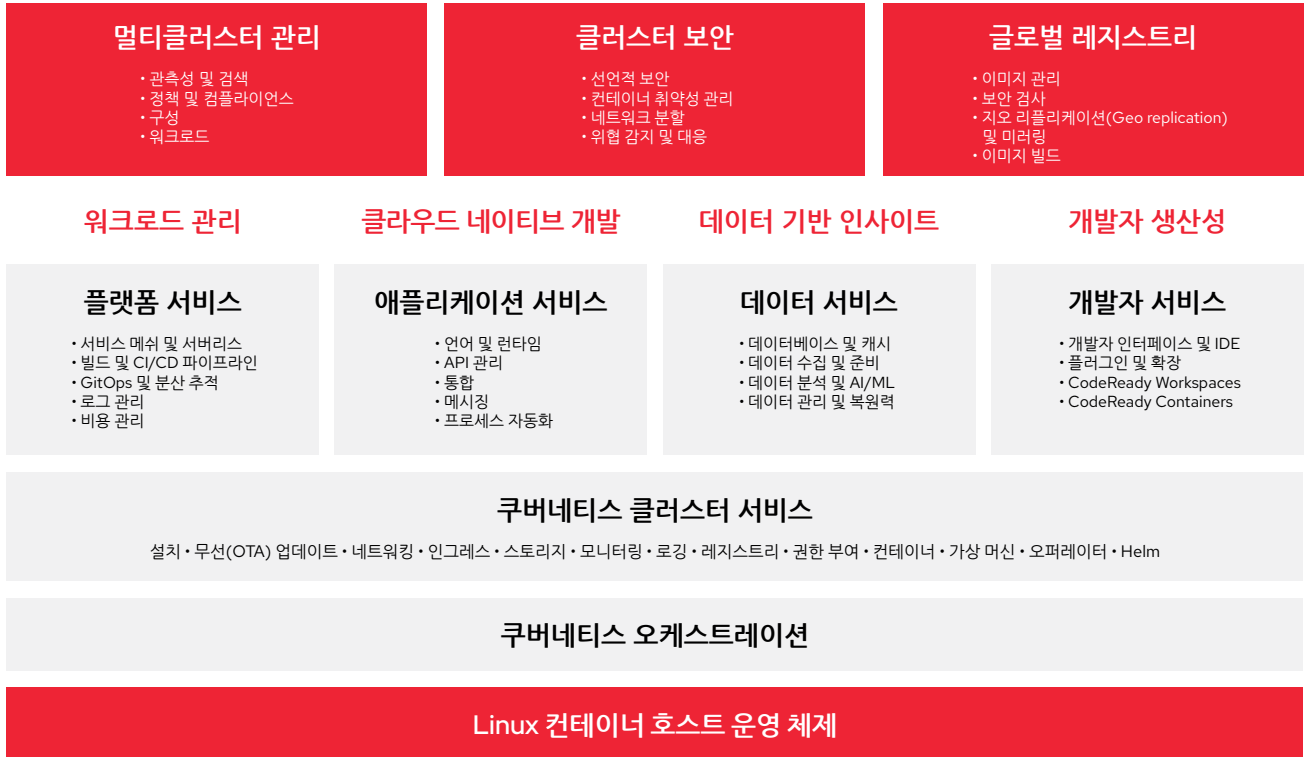 멀티클러스터 관리
• 관측성 및 검색
• 정책 및 컴플라이언스
• 구성
• 워크로드
클러스터 보안
• 선언적 보안
• 컨테이너 취약성 관리
• 네트워크 분할
• 위협 감지 및 대응
글로벌 레지스트리
• 이미지 관리
• 보안 검사
• 지오 리플리케이션(Geo replication)
및 미러링
• 이미지 빌드
워크로드 관리
클라우드 네이티브 개발
데이터 기반 인사이트
개발자 생산성
플랫폼 서비스
• 서비스 메쉬 및 서버리스
• 빌드 및 CI/CD 파이프라인
• GitOps 및 분산 추적
• 로그 관리
• 비용 관리
애플리케이션 서비스
• 언어 및 런타임
• API 관리
• 통합
• 메시징
• 프로세스 자동화
데이터 서비스
• 데이터베이스 및 캐시
• 데이터 수집 및 준비
• 데이터 분석 및 AI/ML
• 데이터 관리 및 복원력
개발자 서비스
• 개발자 인터페이스 및 IDE
• 플러그인 및 확장
• CodeReady Workspaces
• CodeReady Containers
쿠버네티스 클러스터 서비스
설치 • 무선(OTA) 업데이트 • 네트워킹 • 인그레스 • 스토리지 • 모니터링 • 로깅 • 레지스트리 • 권한 부여 • 컨테이너 • 가상 머신 • 오퍼레이터 • Helm
쿠버네티스 오케스트레이션
Linux 컨테이너 호스트 운영 체제